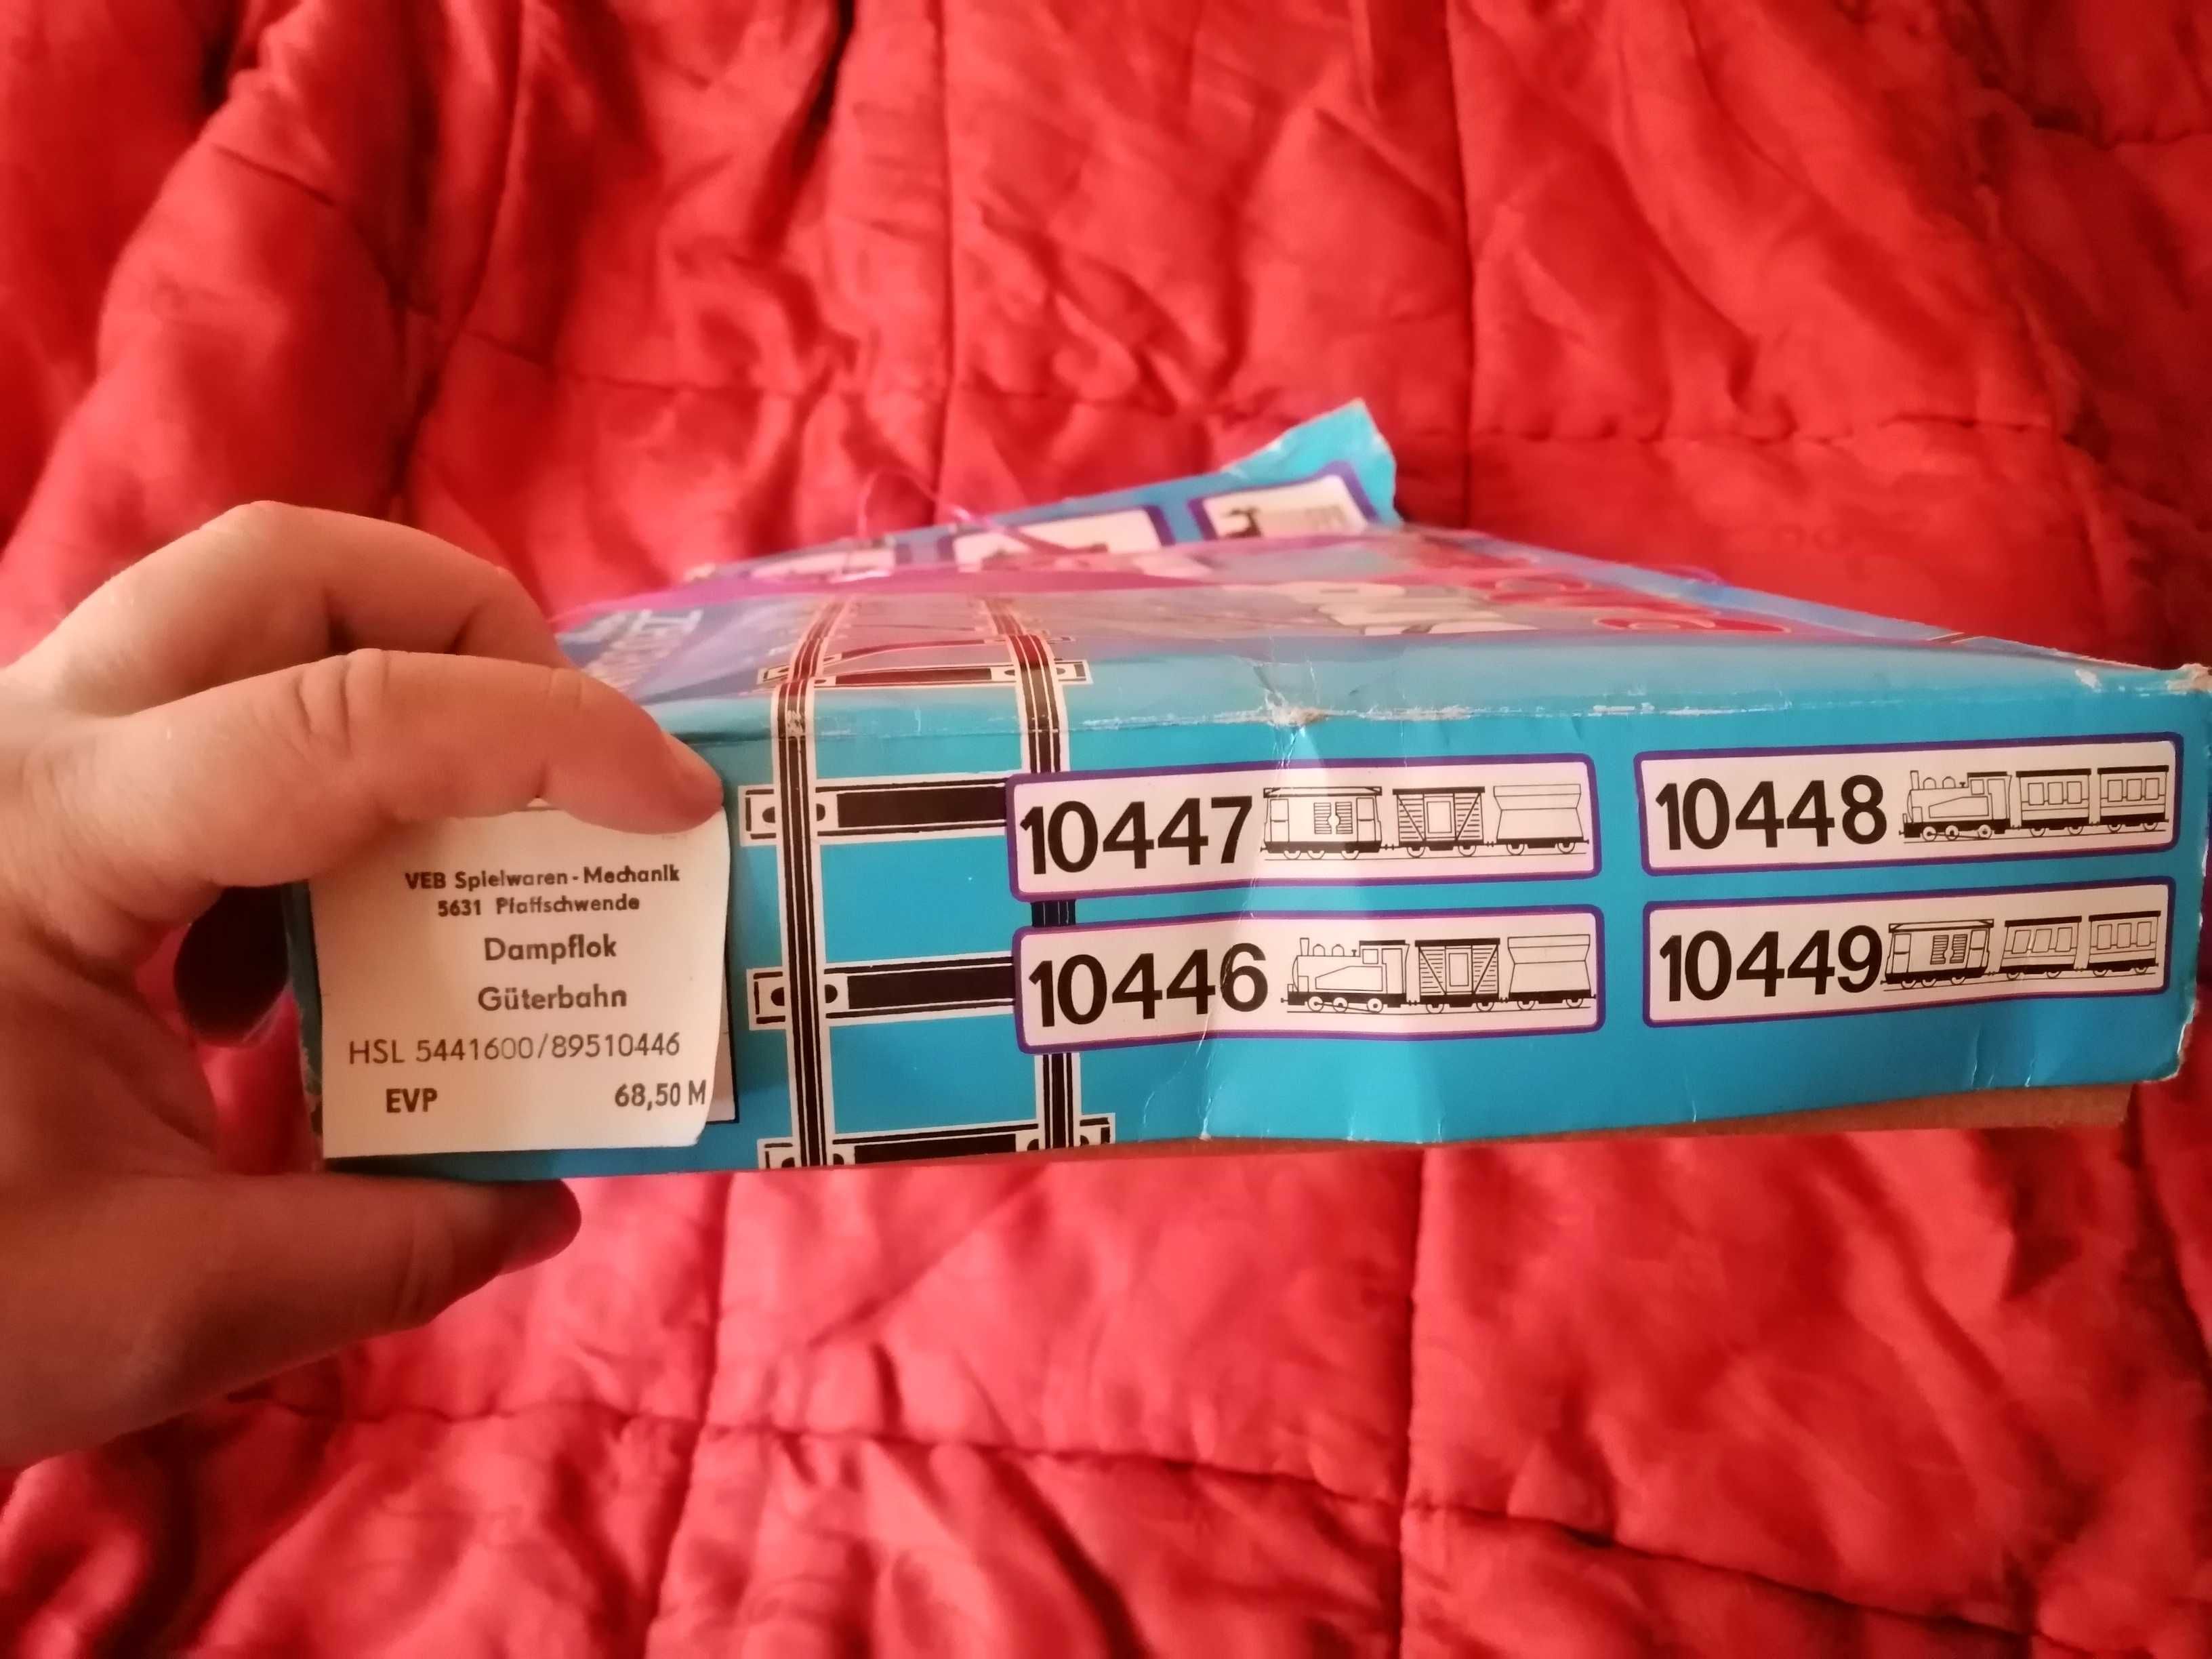 VEB Spielwaren-Mechanik
5631 Pfaffschwende
Dampflok
Güterbahn
HSL 5441600/89510446
EVP 68,50 M
10447
10448
10446
10449